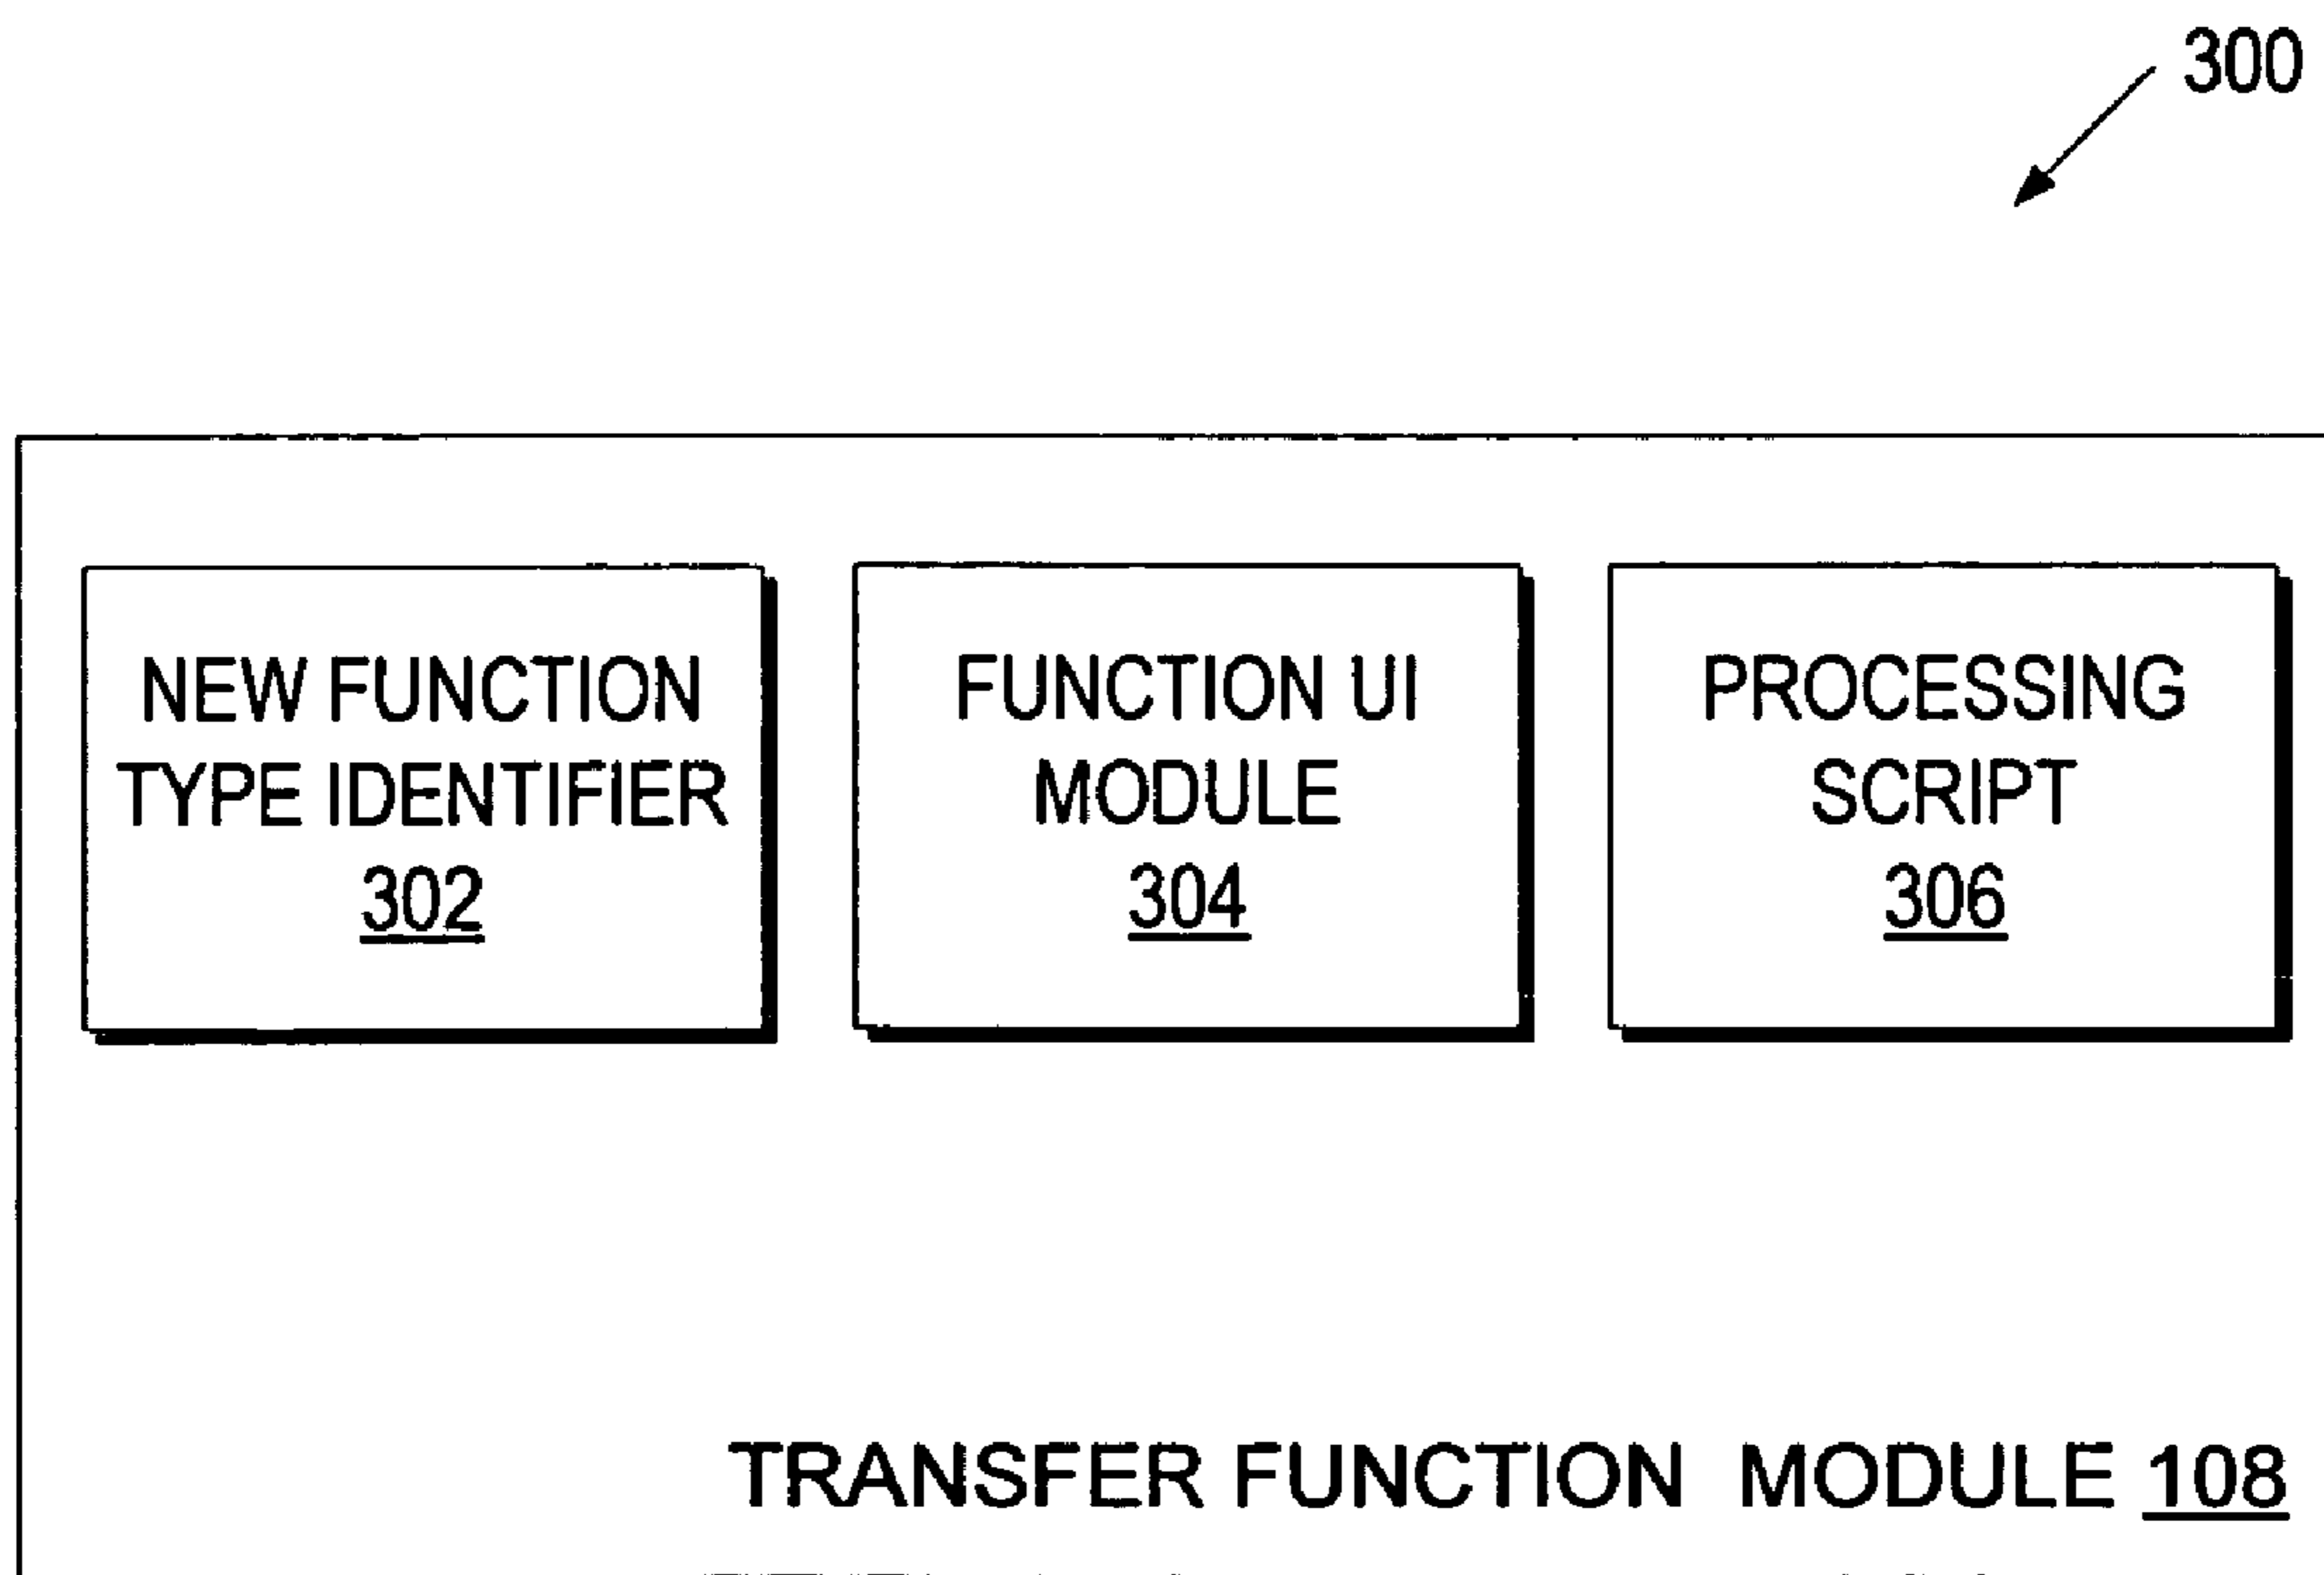 300
NEW FUNCTION
TYPE IDENTIFIER
302
FUNCTION UI
MODULE
304
PROCESSING
SCRIPT
306
TRANSFER FUNCTION MODULE 108